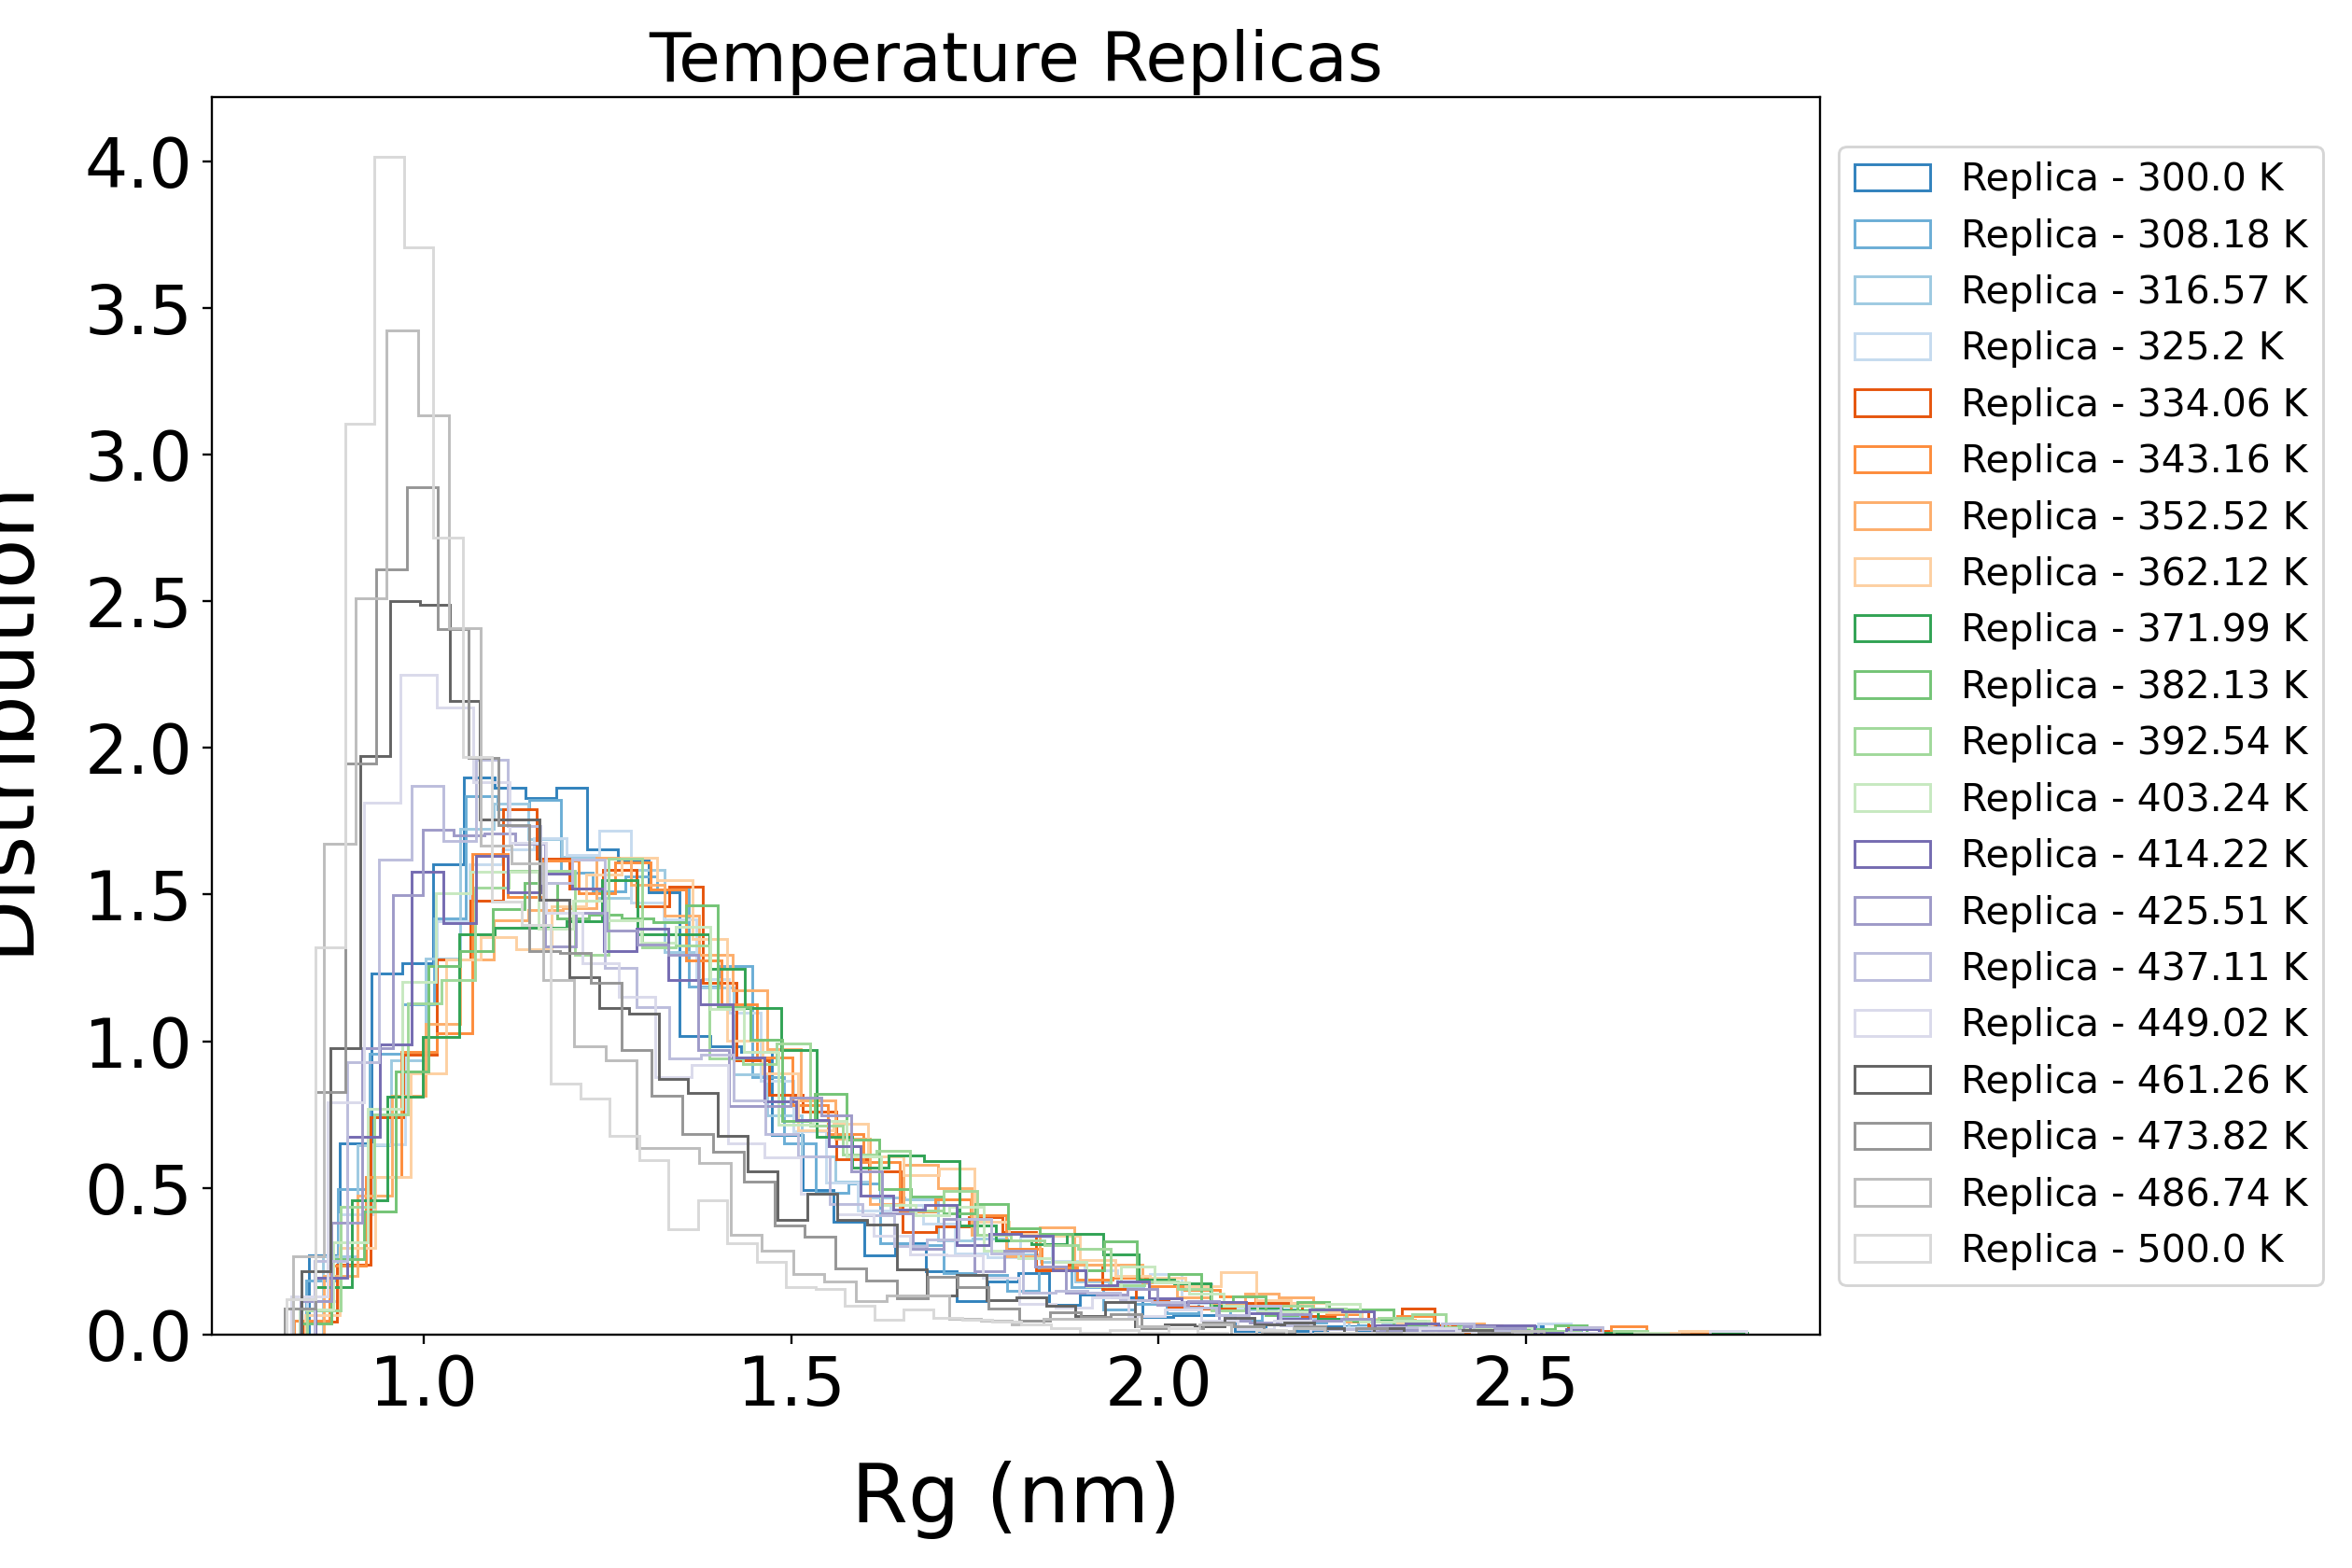 Temperature Replicas
Distribution
4.0
3.5
3.0
2.5
2.0
1.5
1.0
0.5
0.0
1.0 1.5 2.0 2.5
Rg (nm)
Replica - 300.0 K
Replica - 308.18 K
Replica - 316.57 K
Replica - 325.2 K
Replica - 334.06 K
Replica - 343.16 K
Replica - 352.52 K
Replica - 362.12 K
Replica - 371.99 K
Replica - 382.13 K
Replica - 392.54 K
Replica - 403.24 K
Replica - 414.22 K
Replica - 425.51 K
Replica - 437.11 K
Replica - 449.02 K
Replica - 461.26 K
Replica - 473.82 K
Replica - 486.74 K
Replica - 500.0 K